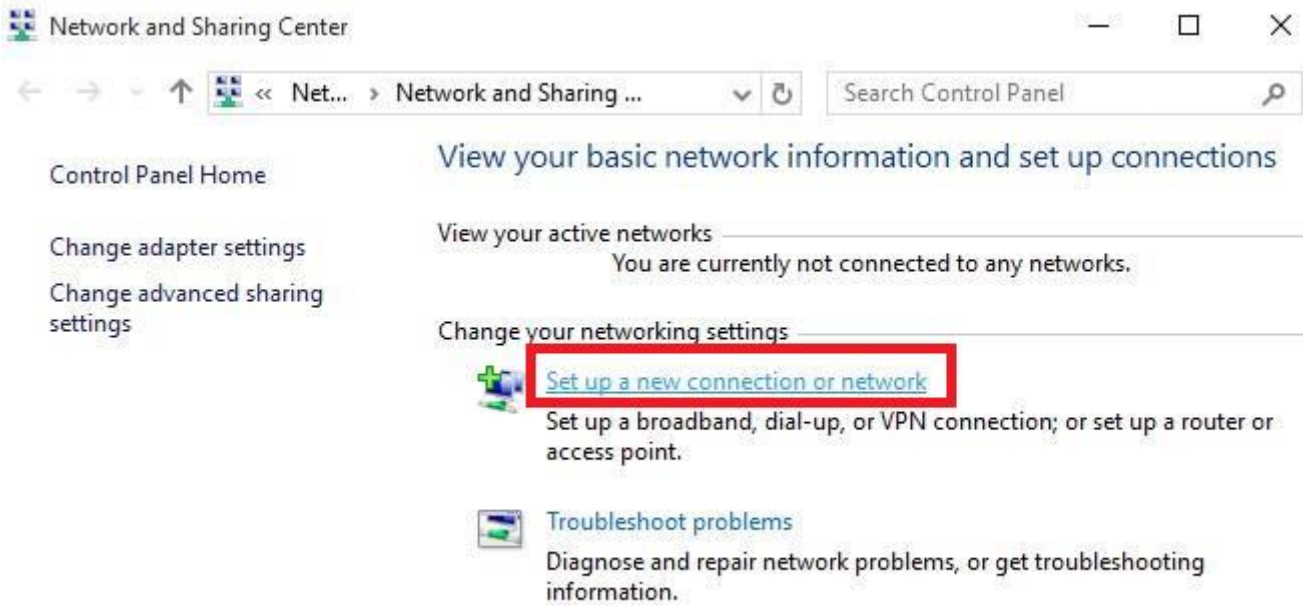 Network and Sharing Center
« Net... › Network and Sharing ...
Search Control Panel
Control Panel Home
Change adapter settings
Change advanced sharing
settings
View your basic network information and set up connections
View your active networks
You are currently not connected to any networks.
Change your networking settings
Set up a new connection or network
Set up a broadband, dial-up, or VPN connection; or set up a router or
access point.
Troubleshoot problems
Diagnose and repair network problems, or get troubleshooting
information.